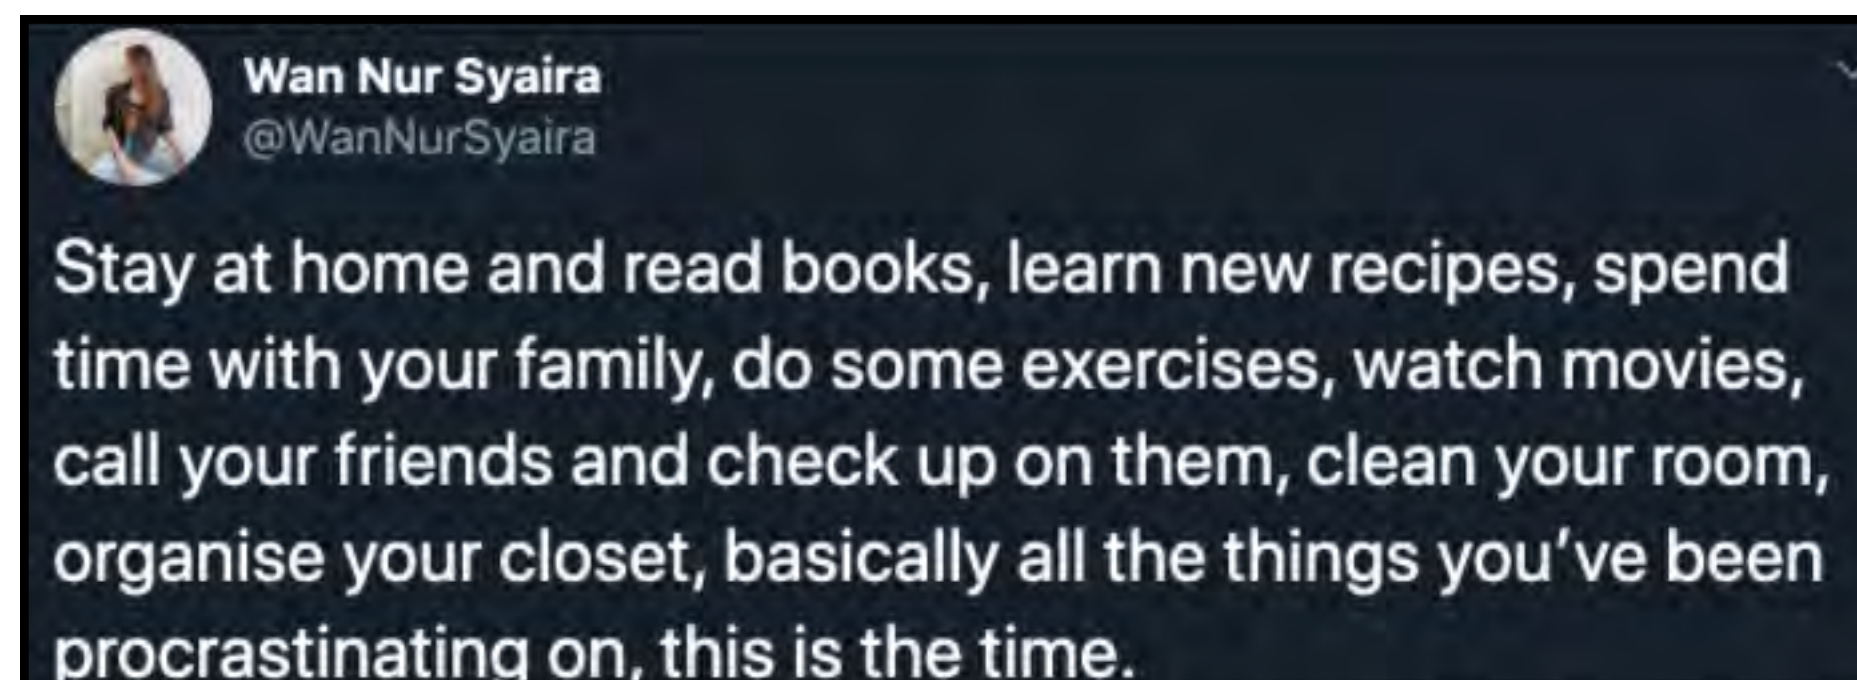 Wan Nur Syaira
@WanNurSyaira
Stay at home and read books, learn new recipes, spend
time with your family, do some exercises, watch movies,
call your friends and check up on them, clean your room,
organise your closet, basically all the things you've been
procrastinating on, this is the time.